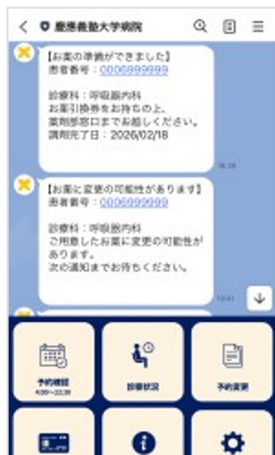 慶應義塾大学病院
【お薬の準備ができました】
患者番号：0006999999
診療科：呼吸器内科
お薬引換券をお持ちの上、
薬剤部窓口までお越しください。
調剤完了日：2026/02/18
【お薬に変更の可能性があります】
患者番号：0006999999
診療科：呼吸器内科
ご用意したお薬に変更の可能性が
あります。
次の通知までお待ちください。
予約確認
診察状況
予約変更